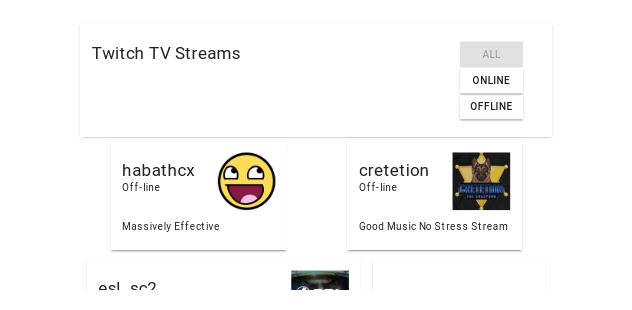 Twitch TV Streams
ALL
ONLINE
OFFLINE
habathcx
Off-line
Massively Effective
cretetion
Off-line
CRETETION
Good Music No Stress Stream
esl_sc2